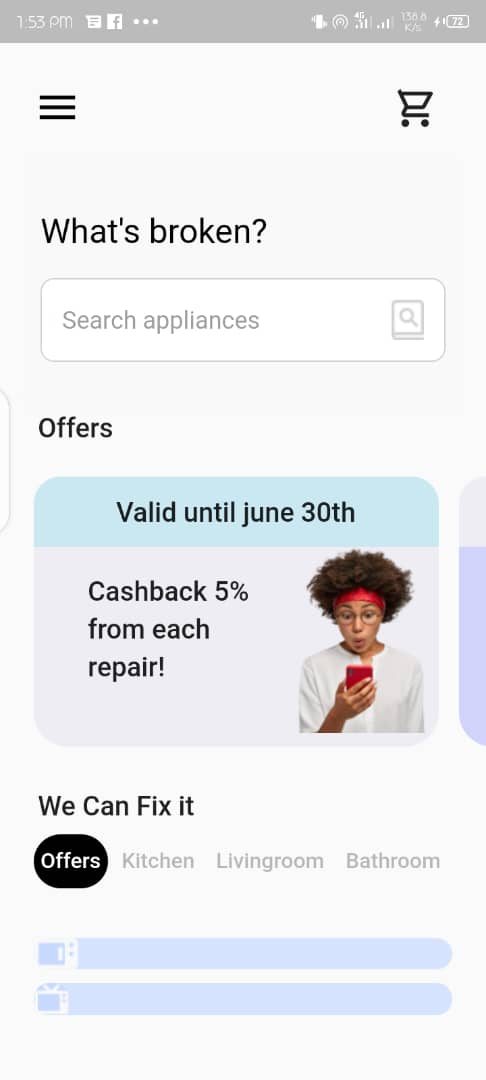 1:53 PM 4G 138.8 K/S 72
What's broken?
Search appliances
Offers
Valid until june 30th
Cashback 5%
from each
repair!
We Can Fix it
Offers Kitchen Livingroom Bathroom